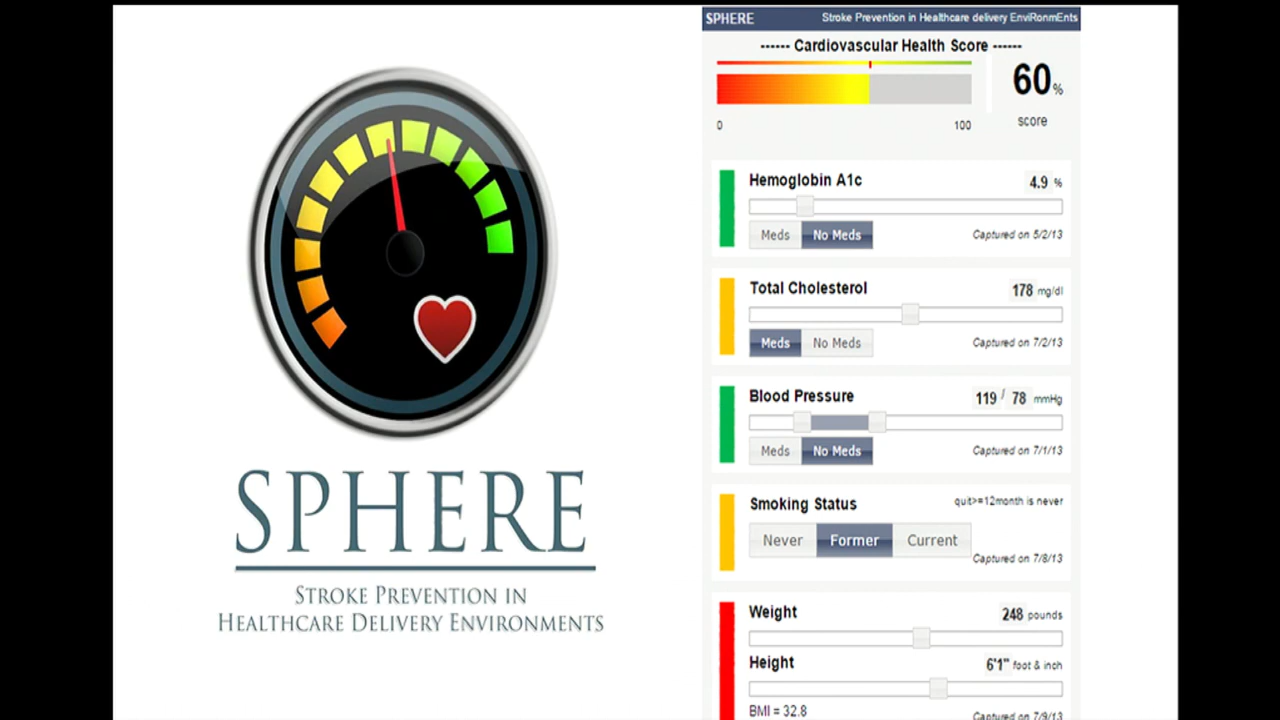 SPHERE
STROKE PREVENTION IN
HEALTHCARE DELIVERY ENVIRONMENTS
SPHERE Stroke Prevention in Healthcare delivery EnviRonmEnts
------ Cardiovascular Health Score ------
60 %
0 100 score
Hemoglobin A1c 4.9 %
Meds No Meds Captured on 5/2/13
Total Cholesterol 178 mg/dl
Meds No Meds Captured on 7/2/13
Blood Pressure 119 / 78 mmHg
Meds No Meds Captured on 7/1/13
Smoking Status quit>=12month is never
Never Former Current
Captured on 7/8/13
Weight 248 pounds
Height 6'1" foot & inch
BMI = 32.8 Captured on 7/9/13